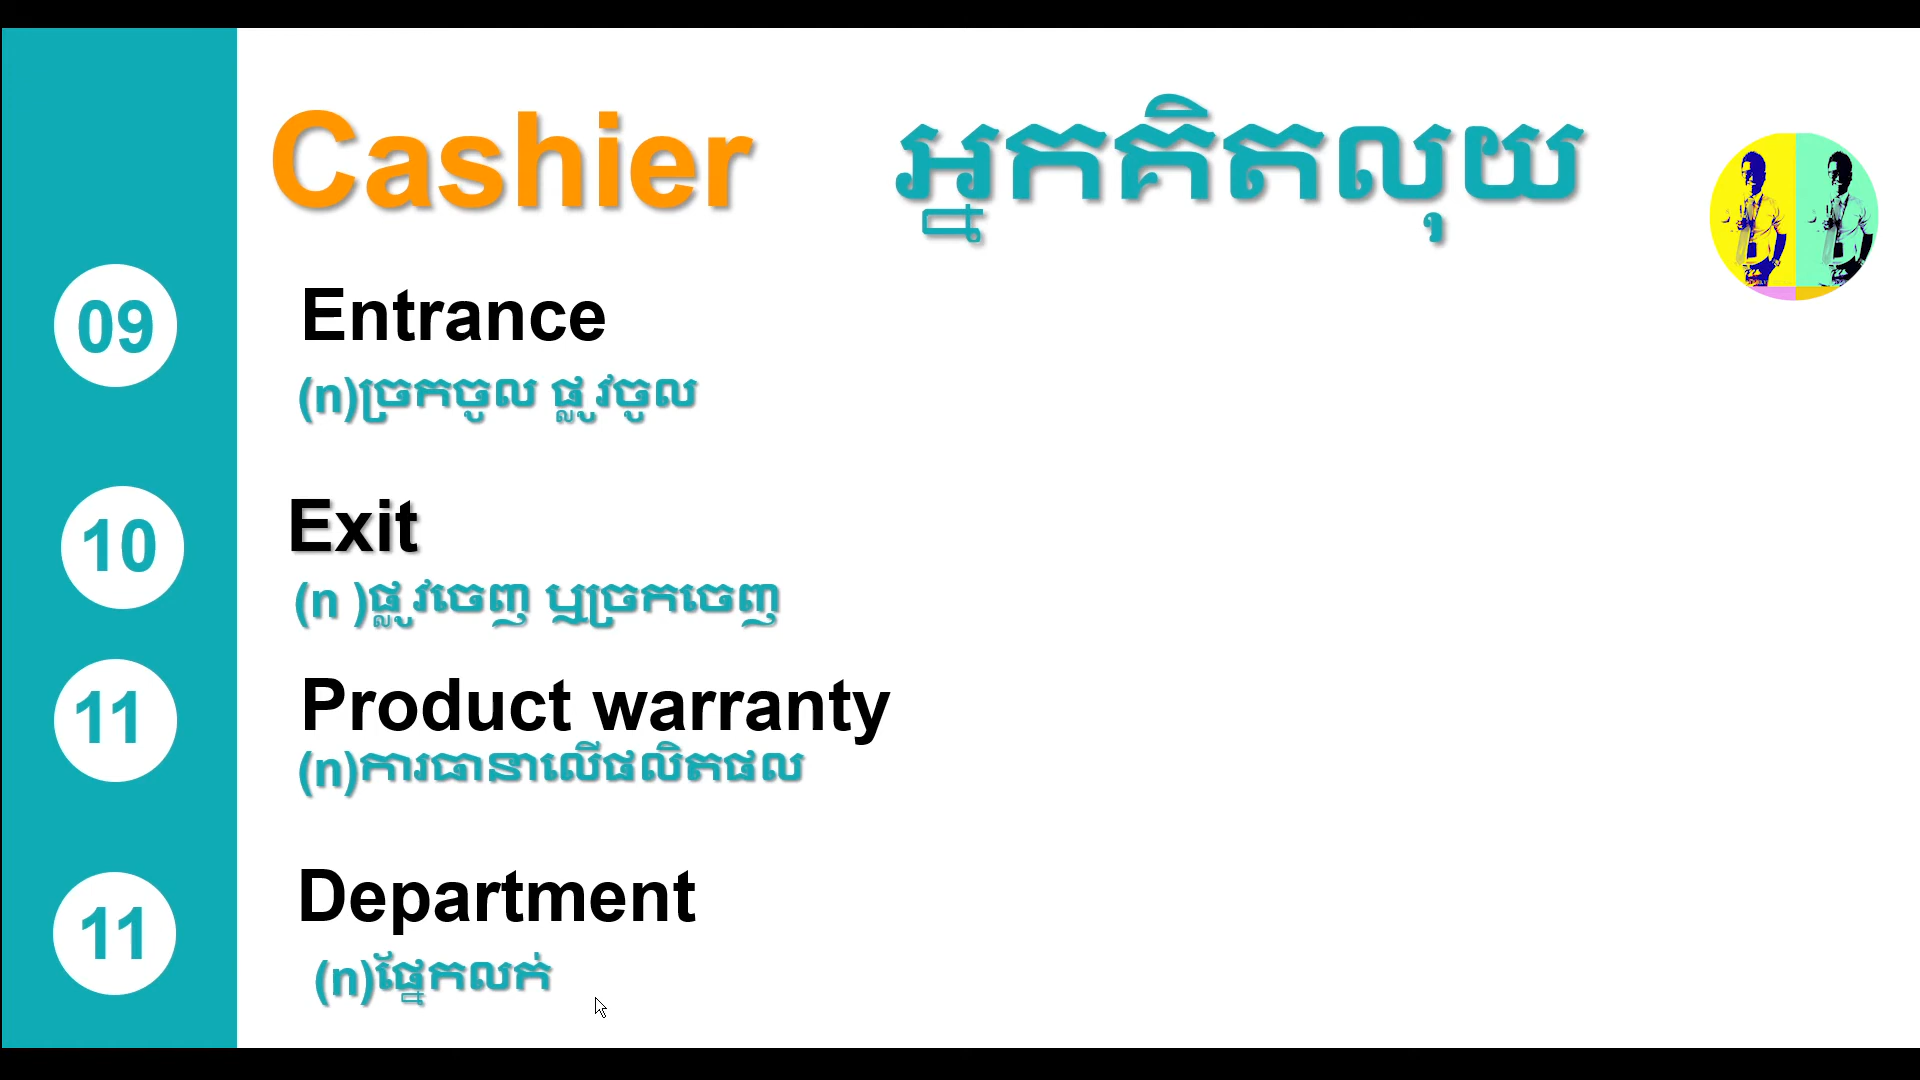 Cashier អ្នកគិតលុយ
09 Entrance
(n)ច្រកចូល ផ្លូវចូល
10 Exit
(n )ផ្លូវចេញ ឬច្រកចេញ
11 Product warranty
(n)ការធានាលើផលិតផល
11 Department
(n)ផ្នែកលក់